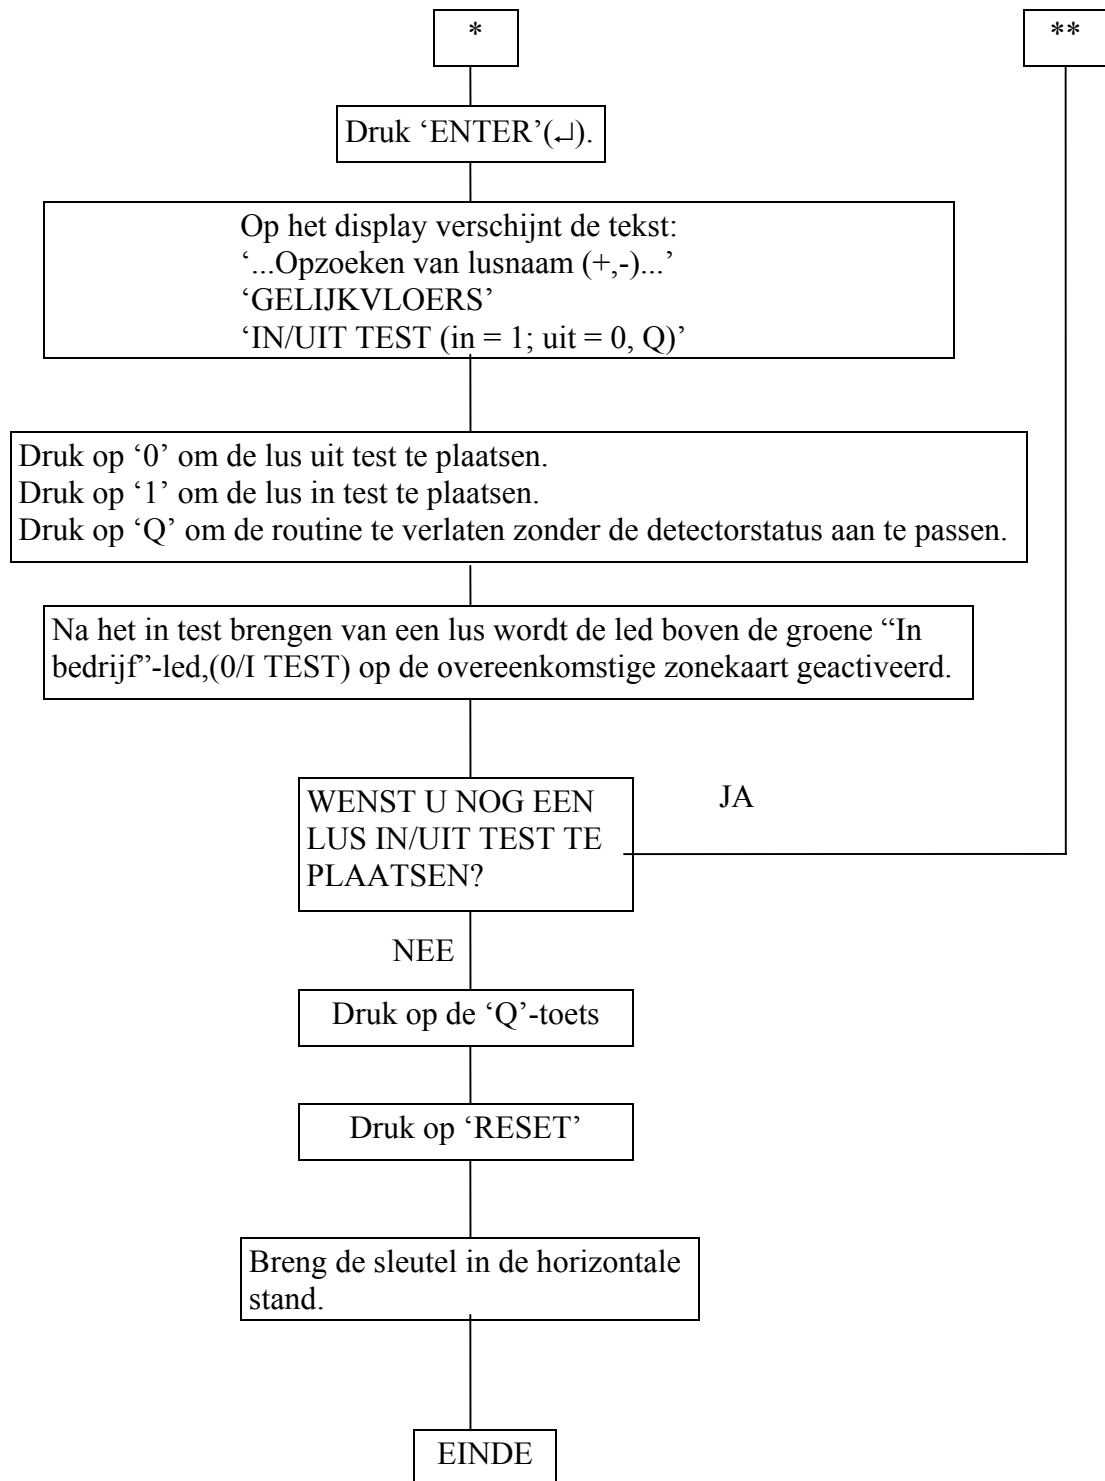 *
**
Druk ‘ENTER’(↵).
Op het display verschijnt de tekst:
‘...Opzoeken van lusnaam (+,-)...’
‘GELIJKVLOERS’
‘IN/UIT TEST (in = 1; uit = 0, Q)’
Druk op ‘0’ om de lus uit test te plaatsen.
Druk op ‘1’ om de lus in test te plaatsen.
Druk op ‘Q’ om de routine te verlaten zonder de detectorstatus aan te passen.
Na het in test brengen van een lus wordt de led boven de groene “In
bedrijf”-led,(0/I TEST) op de overeenkomstige zonekaart geactiveerd.
WENST U NOG EEN
LUS IN/UIT TEST TE
PLAATSEN?
JA
NEE
Druk op de ‘Q’-toets
Druk op ‘RESET’
Breng de sleutel in de horizontale
stand.
EINDE